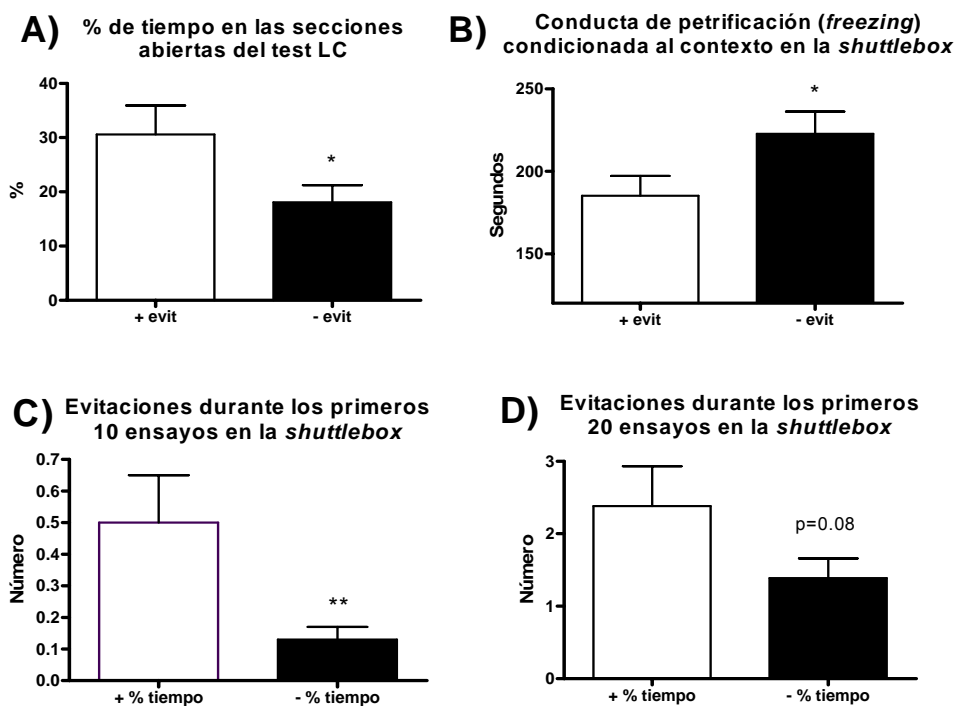 A) % de tiempo en las secciones
abiertas del test LC
40
30
20
10
0
%
*
+ evit
- evit
B) Conducta de petrificación (freezing)
condicionada al contexto en la shuttlebox
250
200
150
Segundos
*
+ evit
- evit
C) Evitaciones durante los primeros
10 ensayos en la shuttlebox
0.7
0.6
0.5
0.4
0.3
0.2
0.1
0.0
Número
**
+ % tiempo
- % tiempo
D) Evitaciones durante los primeros
20 ensayos en la shuttlebox
3
2
1
0
Número
p=0.08
+ % tiempo
- % tiempo